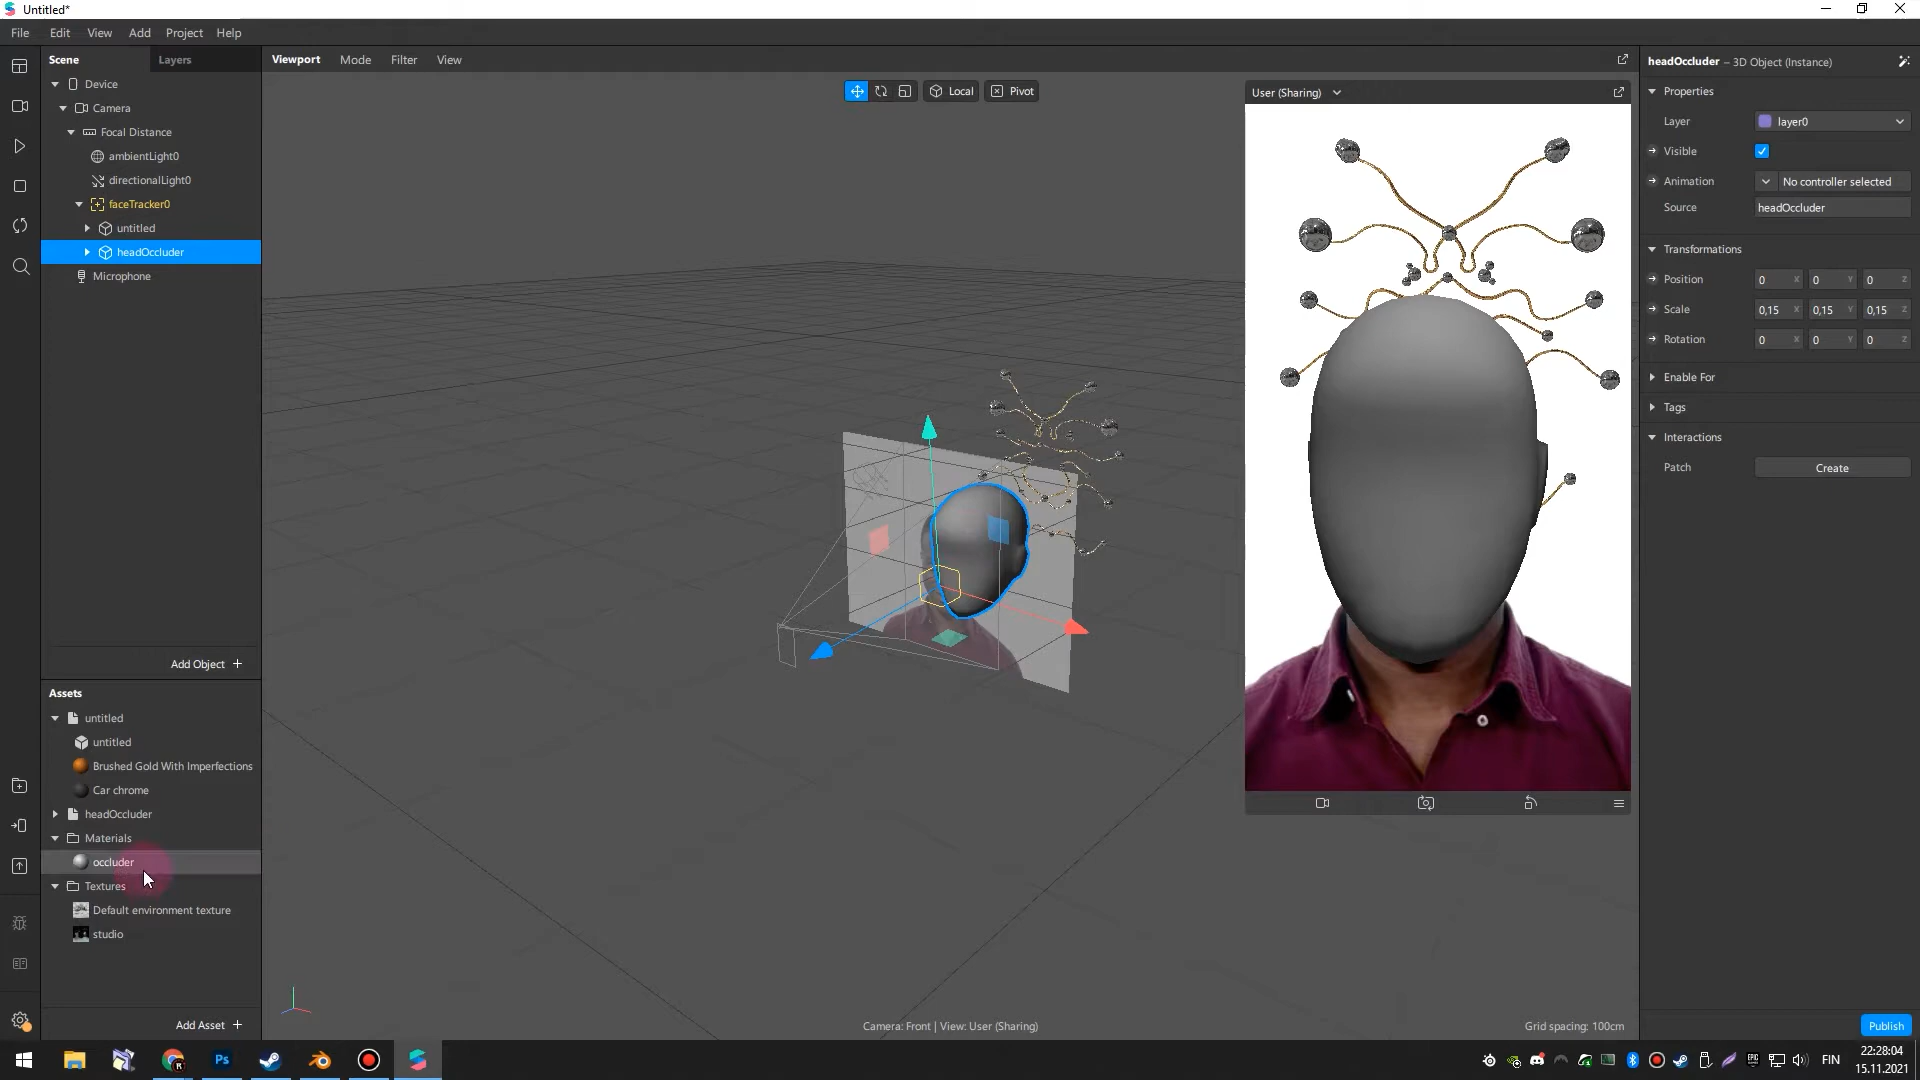 Untitled*
File Edit View Add Project Help
Scene Layers
Device
Camera
Focal Distance
ambientLight0
directionalLight0
faceTracker0
untitled
headOccluder
Microphone
Add Object +
Assets
untitled
untitled
Brushed Gold With Imperfections
Car chrome
headOccluder
Materials
occluder
Textures
Default environment texture
studio
Add Asset +
Viewport Mode Filter View
Local Pivot
User (Sharing)
Camera: Front | View: User (Sharing)
Grid spacing: 100cm
headOccluder – 3D Object (Instance)
Properties
Layer layer0
Visible
Animation No controller selected
Source headOccluder
Transformations
Position 0 X 0 Y 0 Z
Scale 0,15 X 0,15 Y 0,15 Z
Rotation 0 X 0 Y 0 Z
Enable For
Tags
Interactions
Patch Create
Publish
Ps
EPIC
FIN
22:28:04
15.11.2021